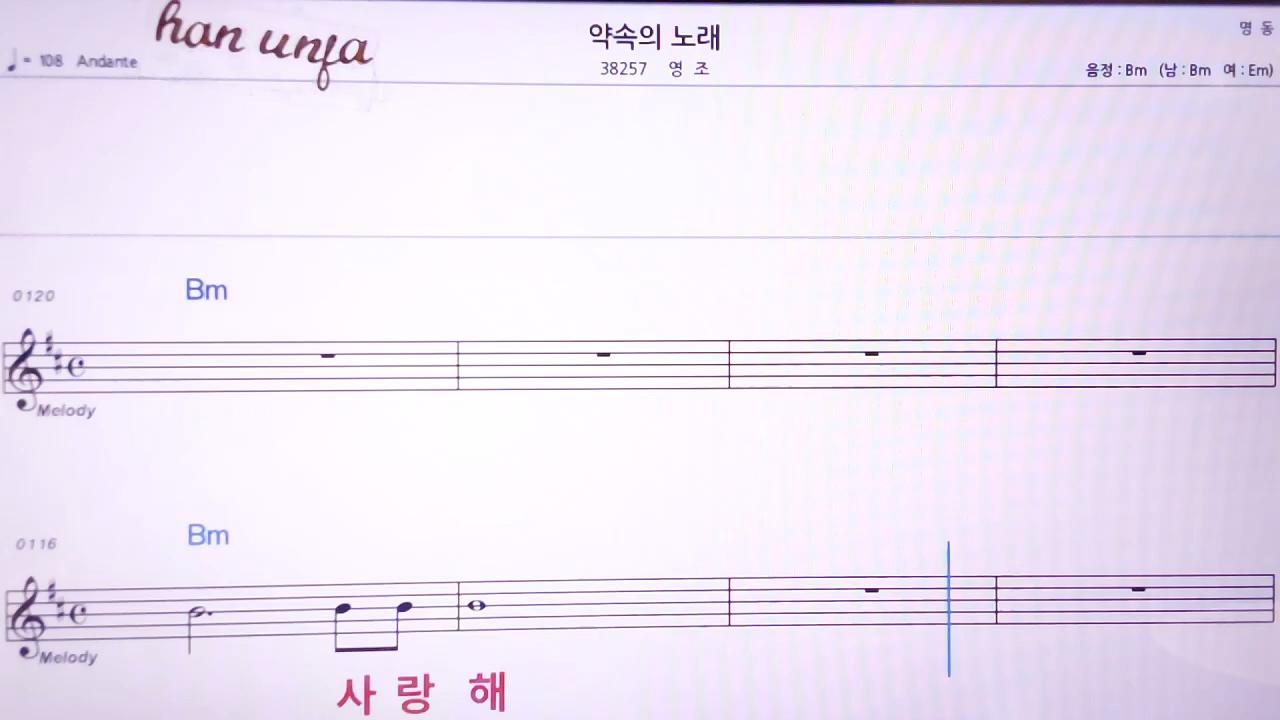 han unfa
약속의 노래
명 동
♩ = 108 Andante
38257 영 조
음정 : Bm (남 : Bm 여 : Em)
0120
Bm
Melody
0116
Bm
Melody
사 랑 해